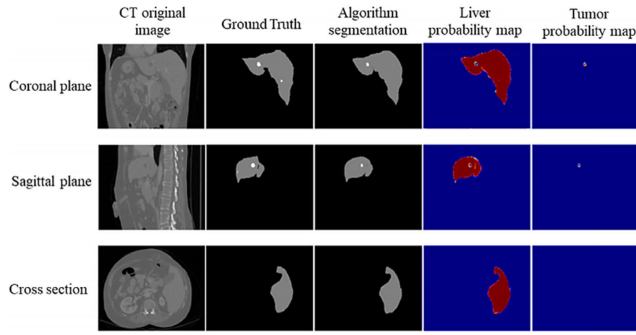 CT original
image
Ground Truth
Algorithm
segmentation
Liver
probability map
Tumor
probability map
Coronal plane
Sagittal plane
Cross section